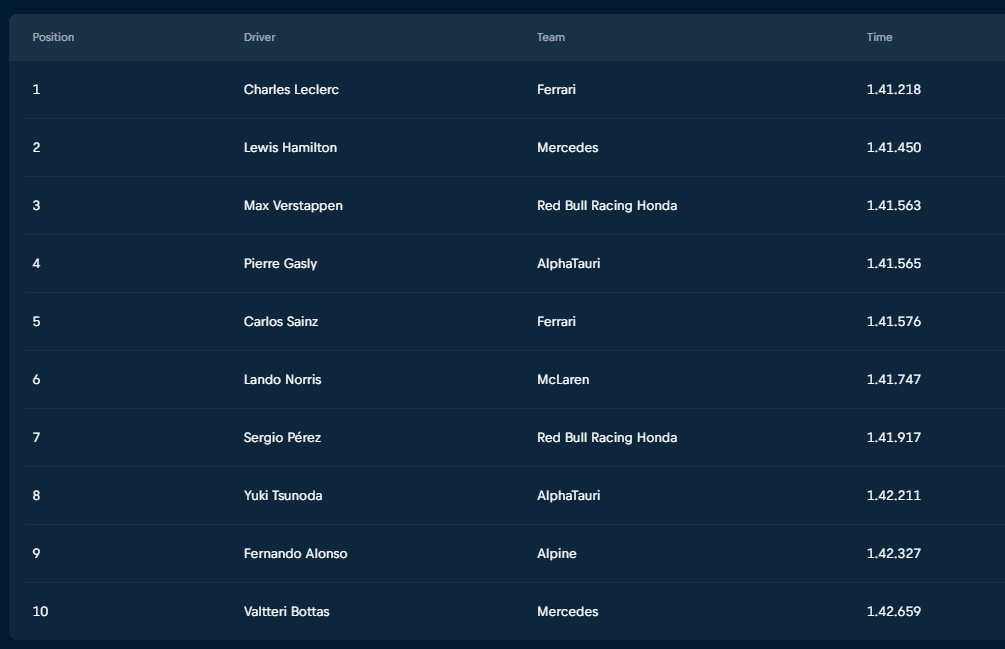 Position Driver Team Time
1 Charles Leclerc Ferrari 1.41.218
2 Lewis Hamilton Mercedes 1.41.450
3 Max Verstappen Red Bull Racing Honda 1.41.563
4 Pierre Gasly AlphaTauri 1.41.565
5 Carlos Sainz Ferrari 1.41.576
6 Lando Norris McLaren 1.41.747
7 Sergio Pérez Red Bull Racing Honda 1.41.917
8 Yuki Tsunoda AlphaTauri 1.42.211
9 Fernando Alonso Alpine 1.42.327
10 Valtteri Bottas Mercedes 1.42.659